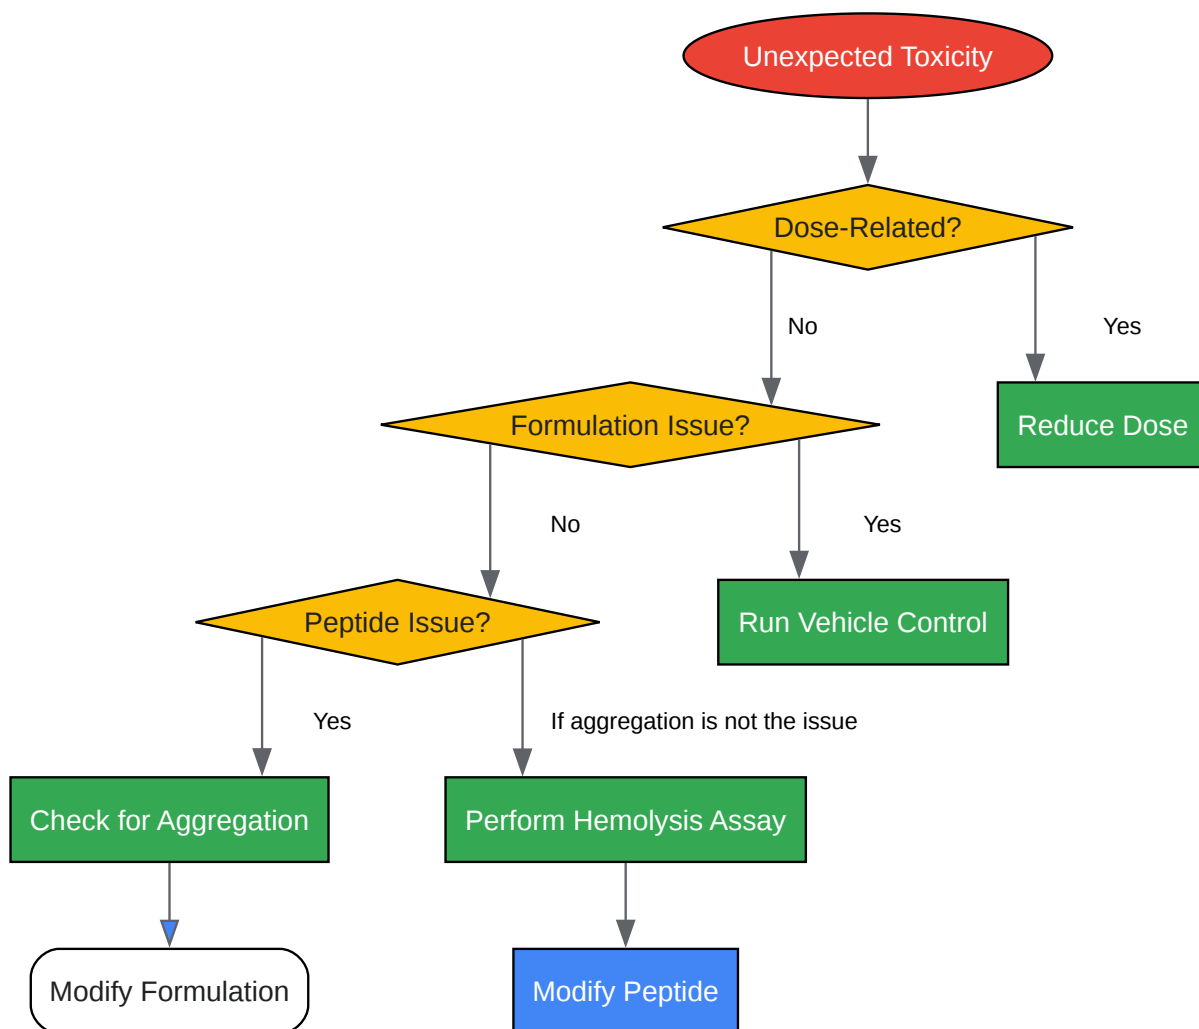 Unexpected Toxicity
Dose-Related?
No
Yes
Formulation Issue?
Reduce Dose
No
Yes
Peptide Issue?
Run Vehicle Control
Yes
If aggregation is not the issue
Check for Aggregation
Perform Hemolysis Assay
Modify Formulation
Modify Peptide